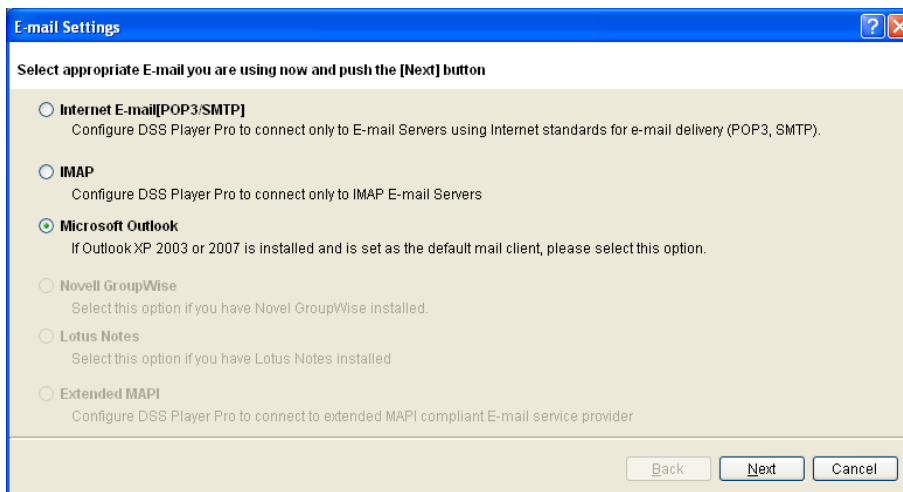 E-mail Settings
Select appropriate E-mail you are using now and push the [Next] button
Internet E-mail[POP3/SMTP]
Configure DSS Player Pro to connect only to E-mail Servers using Internet standards for e-mail delivery (POP3, SMTP).
IMAP
Configure DSS Player Pro to connect only to IMAP E-mail Servers
Microsoft Outlook
If Outlook XP 2003 or 2007 is installed and is set as the default mail client, please select this option.
Novell GroupWise
Select this option if you have Novel GroupWise installed.
Lotus Notes
Select this option if you have Lotus Notes installed
Extended MAPI
Configure DSS Player Pro to connect to extended MAPI compliant E-mail service provider
Back Next Cancel